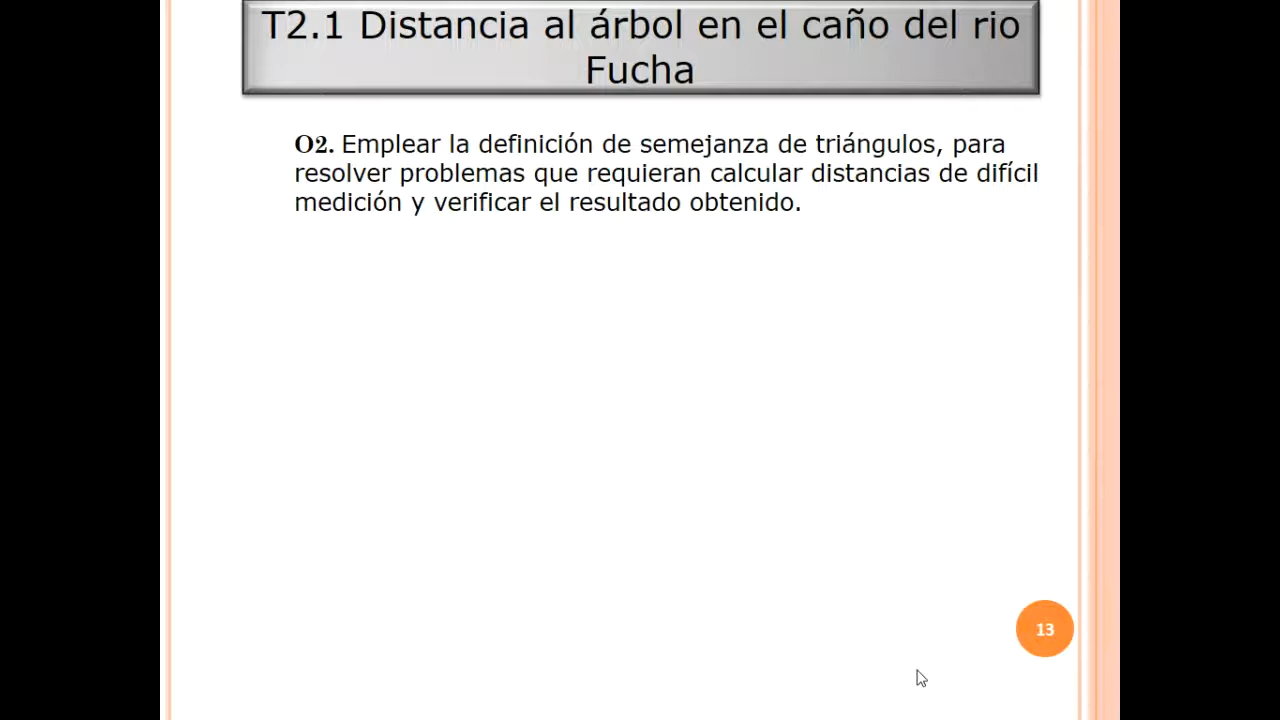 T2.1 Distancia al árbol en el caño del rio
Fucha
O2. Emplear la definición de semejanza de triángulos, para
resolver problemas que requieran calcular distancias de difícil
medición y verificar el resultado obtenido.
13